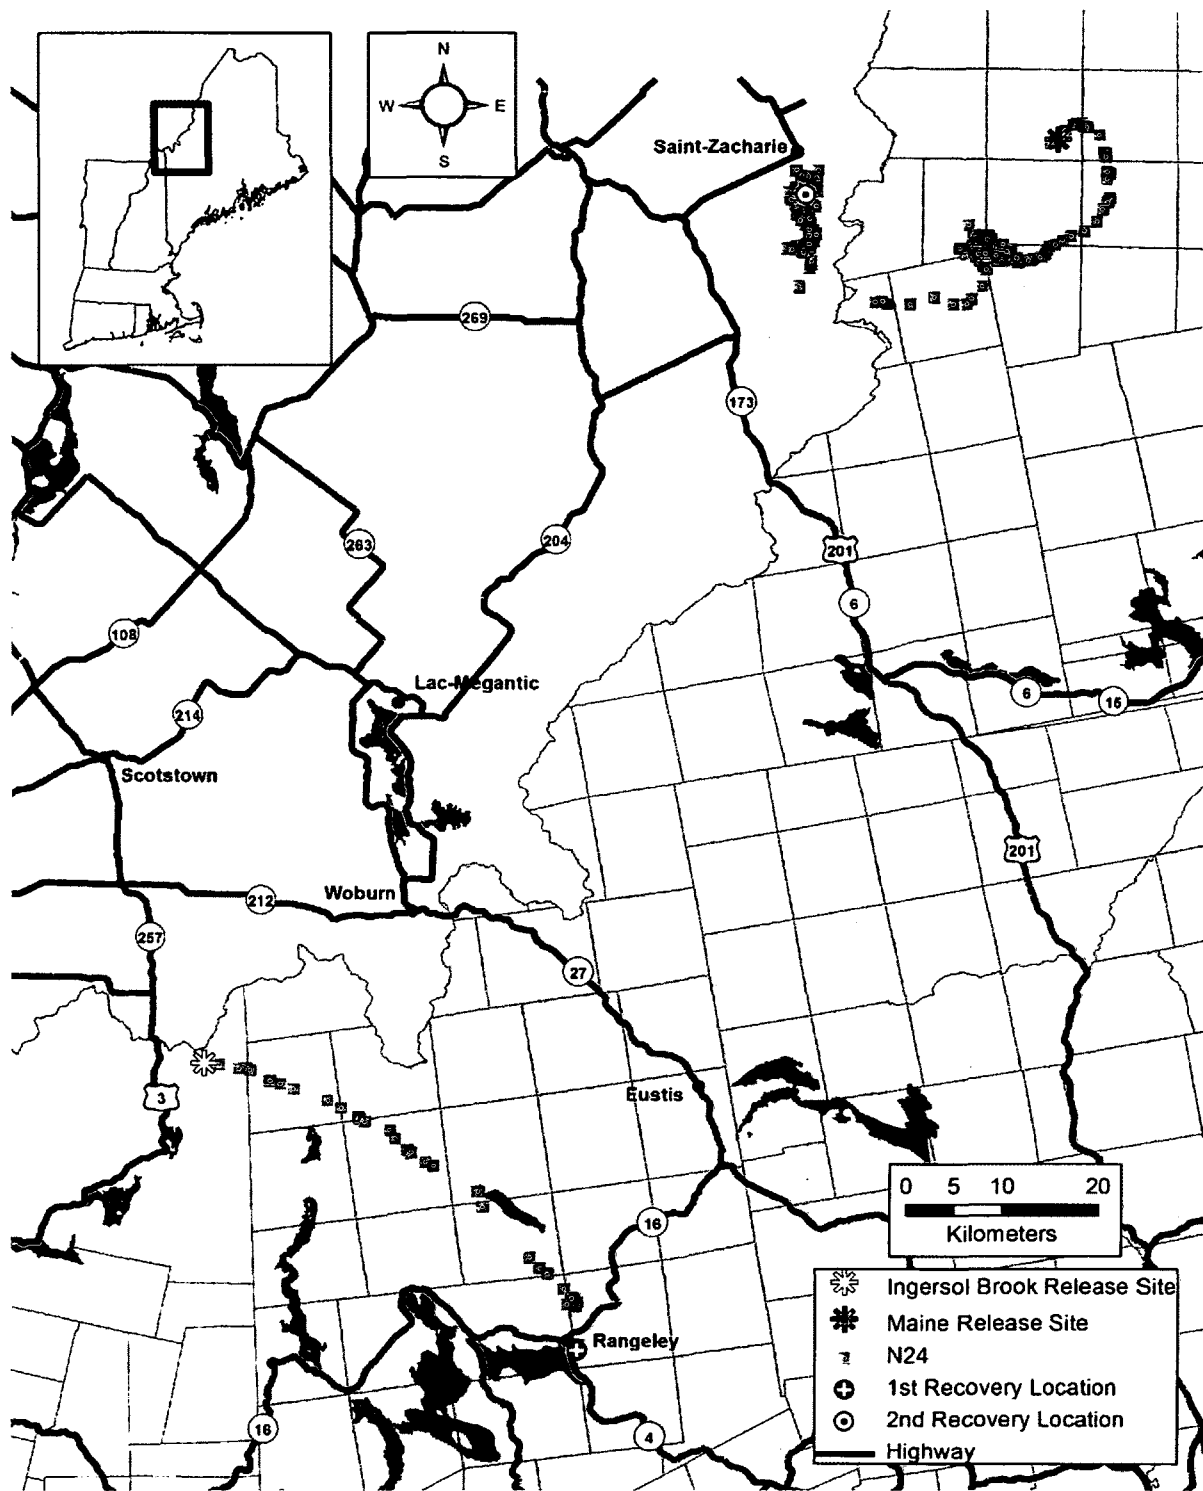 N
W
E
S
Saint-Zacharie
269
173
263
204
201
6
108
Lac-Megantic
6
15
214
Scotstown
201
Woburn
212
257
27
3
Eustis
0 5 10 20
Kilometers
16
Ingersol Brook Release Site
Maine Release Site
Rangeley
N24
1st Recovery Location
2nd Recovery Location
16
4
Highway